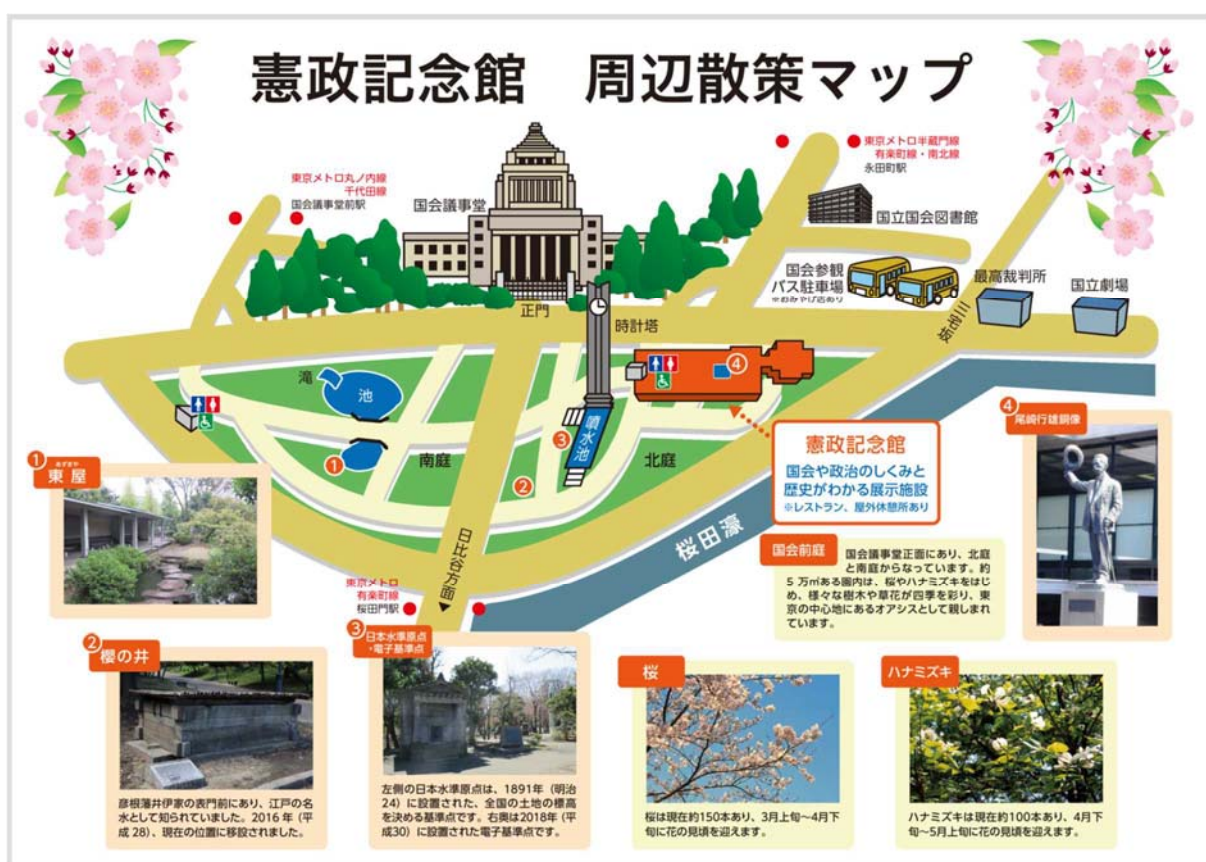 憲政記念館 周辺散策マップ
東京メトロ丸ノ内線
千代田線
国会議事堂前駅
国会議事堂
東京メトロ半蔵門線
有楽町線・南北線
永田町駅
国立国会図書館
国会参観
バス駐車場
最高裁判所
国立劇場
三宅坂
正門
時計塔
滝
池
④
①
南庭
②
③
噴水池
北庭
憲政記念館
国会や政治のしくみと
歴史がわかる展示施設
※レストラン、屋外休憩所あり
桜田濠
日比谷方面
東京メトロ
有楽町線
桜田門駅
①
あずまや
東屋
④
尾崎行雄銅像
国会前庭
国会議事堂正面にあり、北庭
と南庭からなっています。約
5万㎡ある園内は、桜やハナミズキをはじ
め、様々な樹木や草花が四季を彩り、東
京の中心地にあるオアシスとして親しまれ
ています。
②
櫻の井
彦根藩井伊家の表門前にあり、江戸の名
水として知られていました。2016年(平
成28)、現在の位置に移設されました。
③
日本水準原点
・電子基準点
左側の日本水準原点は、1891年(明治
24)に設置された、全国の土地の標高
を決める基準点です。右奥は2018年(平
成30)に設置された電子基準点です。
桜
桜は現在約150本あり、3月上旬~4月下
旬に花の見頃を迎えます。
ハナミズキ
ハナミズキは現在約100本あり、4月下
旬~5月上旬に花の見頃を迎えます。